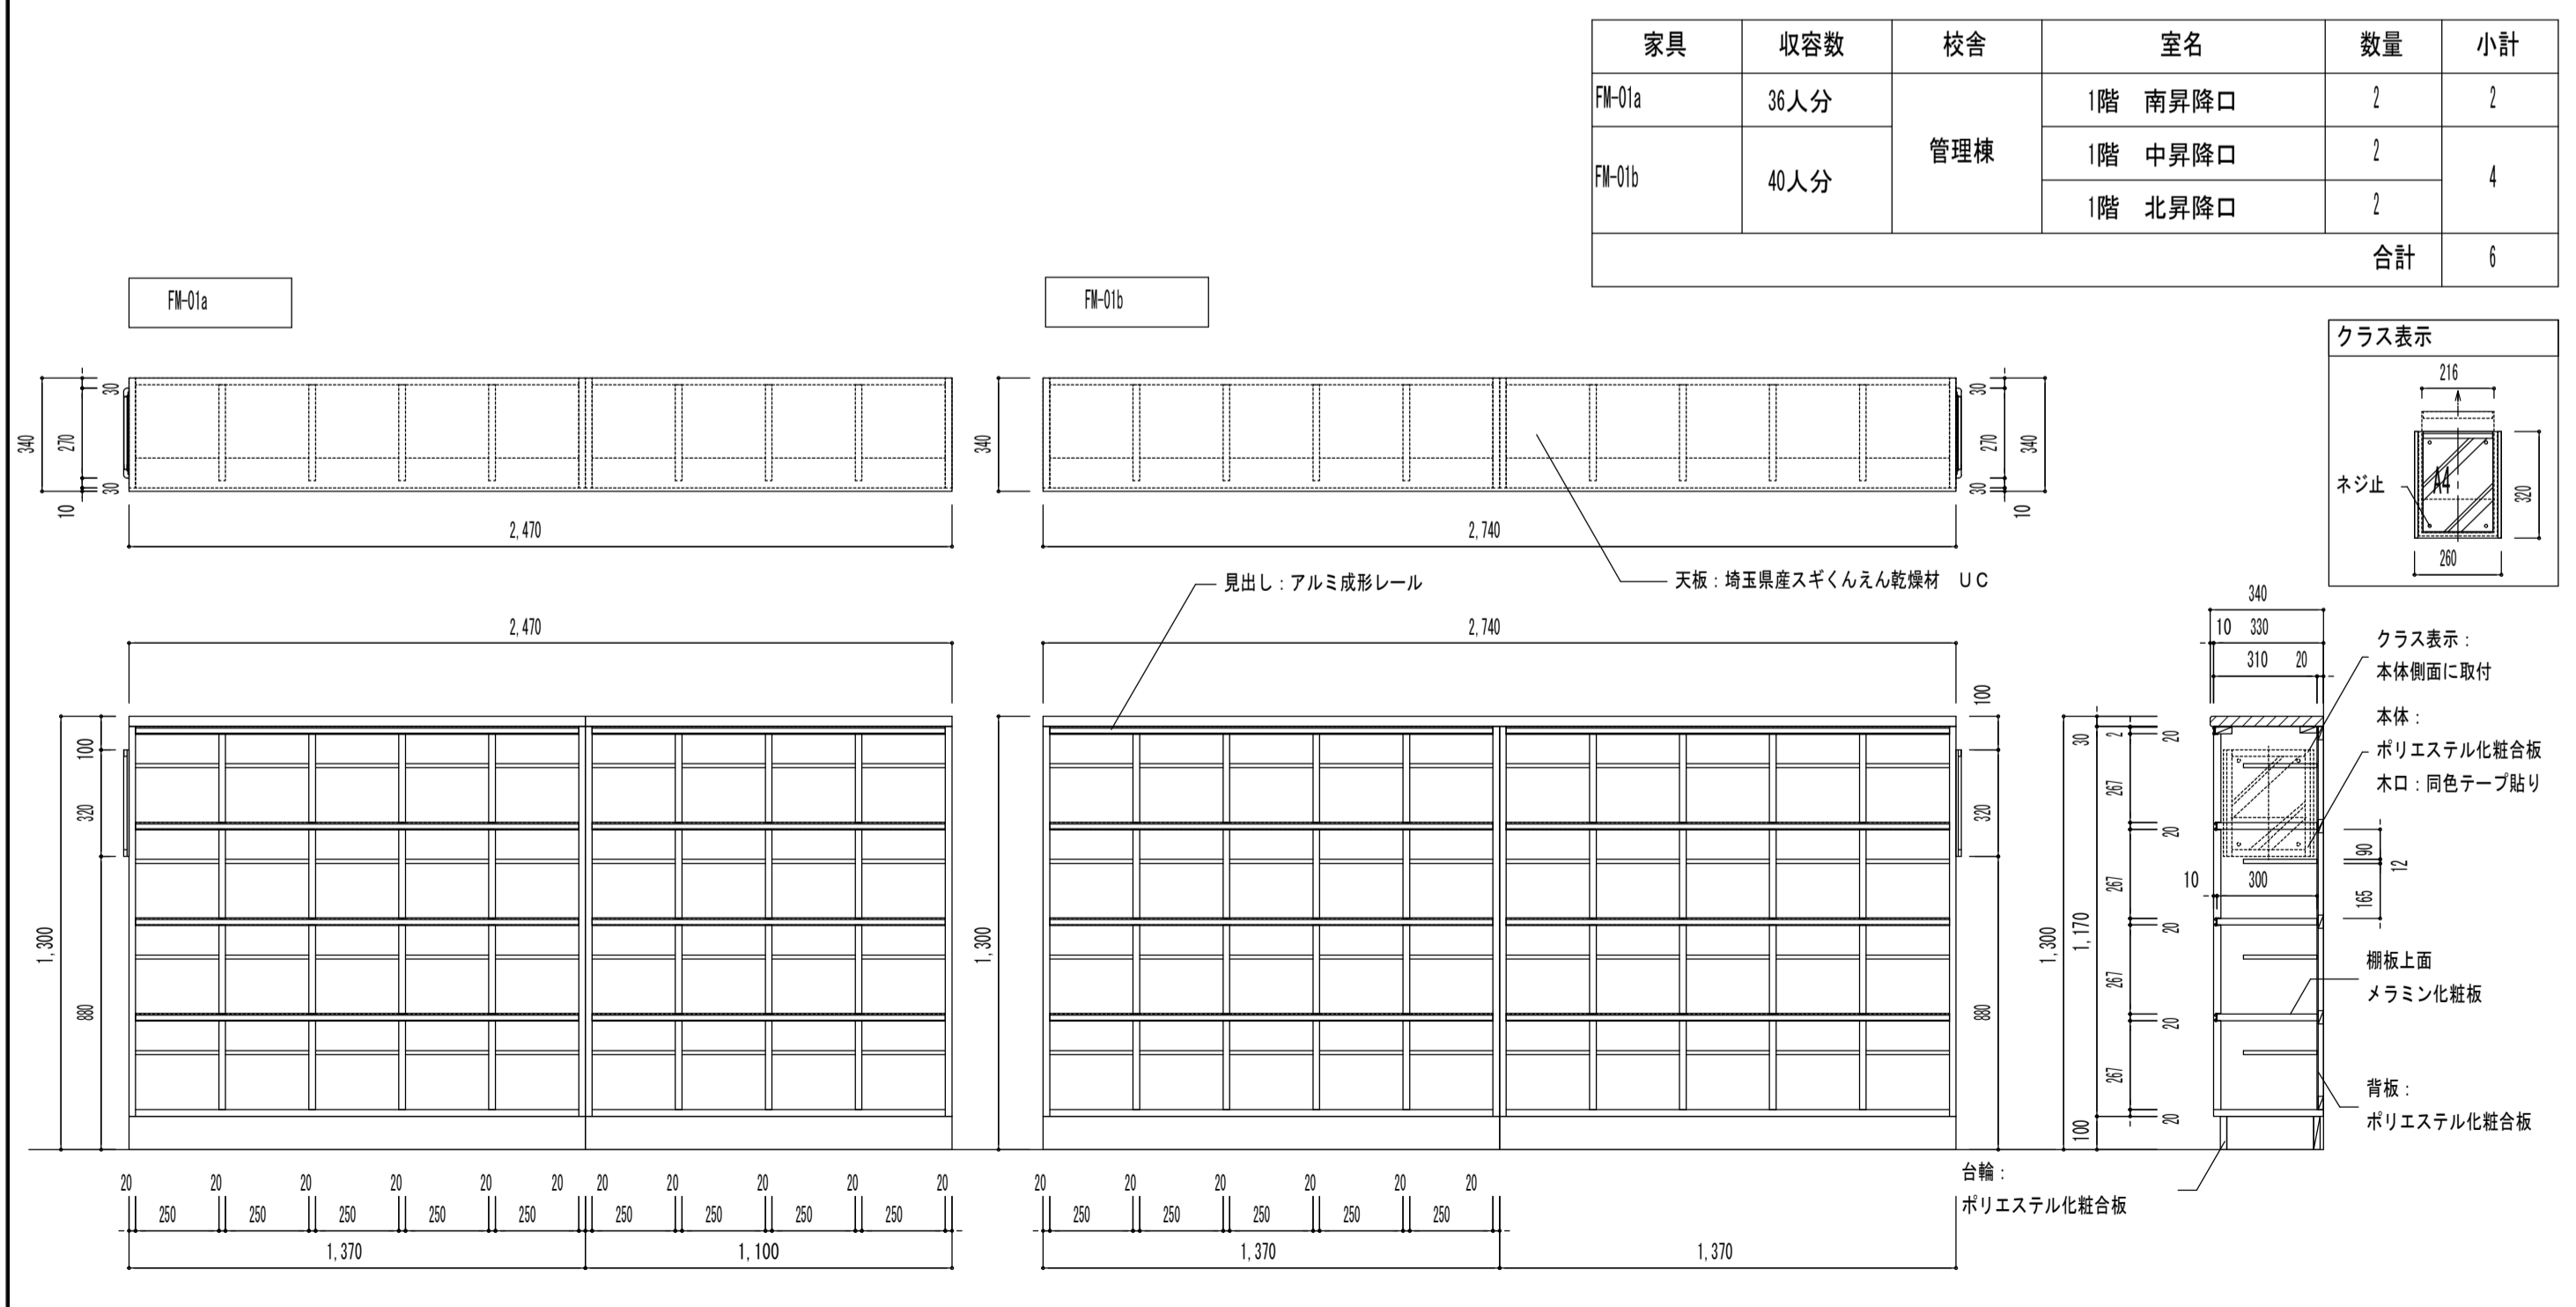 家具 収容数 校舎 室名 数量 小計
FM-01a 36人分 管理棟 1階 南昇降口 2 2
FM-01b 40人分 1階 中昇降口 2 4
1階 北昇降口 2
合計 6
FM-01a
FM-01b
クラス表示
216
ネジ止
A4
320
260
340
270
30
30
10
2,470
340
2,740
30
270
340
30
10
見出し：アルミ成形レール
天板：埼玉県産スギくんえん乾燥材 ＵＣ
2,470
2,740
100
320
880
1,300
1,300
100
320
880
340
10 330
310 20
クラス表示：
本体側面に取付
本体：
ポリエステル化粧合板
木口：同色テープ貼り
30
2
20
267
20
267
20
267
20
267
20
1,300
1,170
100
10 300
90
12
165
棚板上面
メラミン化粧板
背板：
ポリエステル化粧合板
台輪：
ポリエステル化粧合板
20 20 20 20 20 20 20 20 20 20 20
250 250 250 250 250 250 250 250 250
1,370 1,100
20 20 20 20 20 20
250 250 250 250 250
1,370 1,370